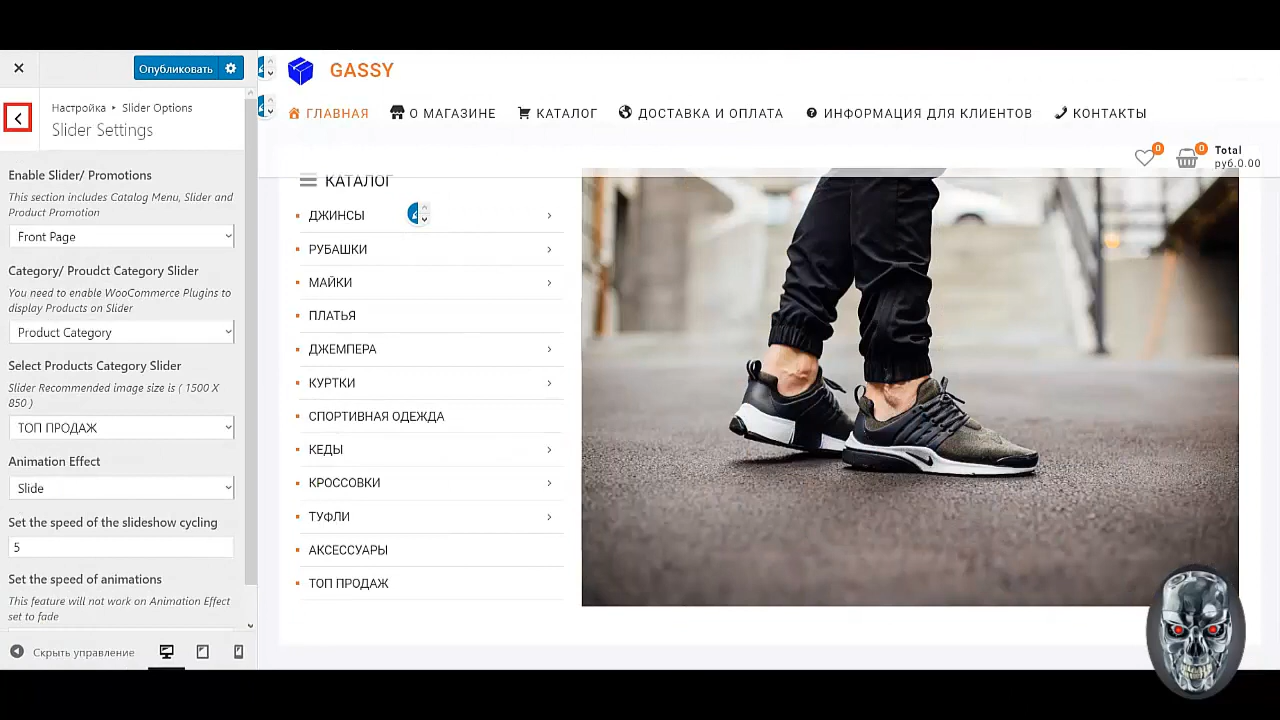 Опубликовать
Настройка ▸ Slider Options
Slider Settings
Enable Slider/ Promotions
This section includes Catalog Menu, Slider and
Product Promotion
Front Page
Category/ Proudct Category Slider
You need to enable WooCommerce Plugins to
display Products on Slider
Product Category
Select Products Category Slider
Slider Recommended image size is ( 1500 X
850 )
ТОП ПРОДАЖ
Animation Effect
Slide
Set the speed of the slideshow cycling
5
Set the speed of animations
This feature will not work on Animation Effect
set to fade
Скрыть управление
GASSY
ГЛАВНАЯ О МАГАЗИНЕ КАТАЛОГ ДОСТАВКА И ОПЛАТА ИНФОРМАЦИЯ ДЛЯ КЛИЕНТОВ КОНТАКТЫ
0 0 Total
руб.0.00
КАТАЛОГ
ДЖИНСЫ
РУБАШКИ
МАЙКИ
ПЛАТЬЯ
ДЖЕМПЕРА
КУРТКИ
СПОРТИВНАЯ ОДЕЖДА
КЕДЫ
КРОССОВКИ
ТУФЛИ
АКСЕССУАРЫ
ТОП ПРОДАЖ